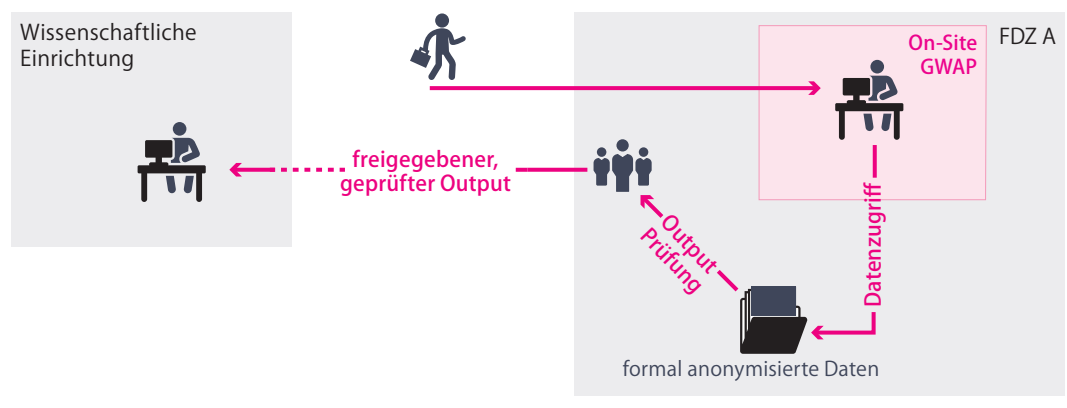 Wissenschaftliche
Einrichtung
On-Site
GWAP
FDZ A
freigegebener,
geprüfter Output
Output
Prüfung
Datenzugriff
formal anonymisierte Daten